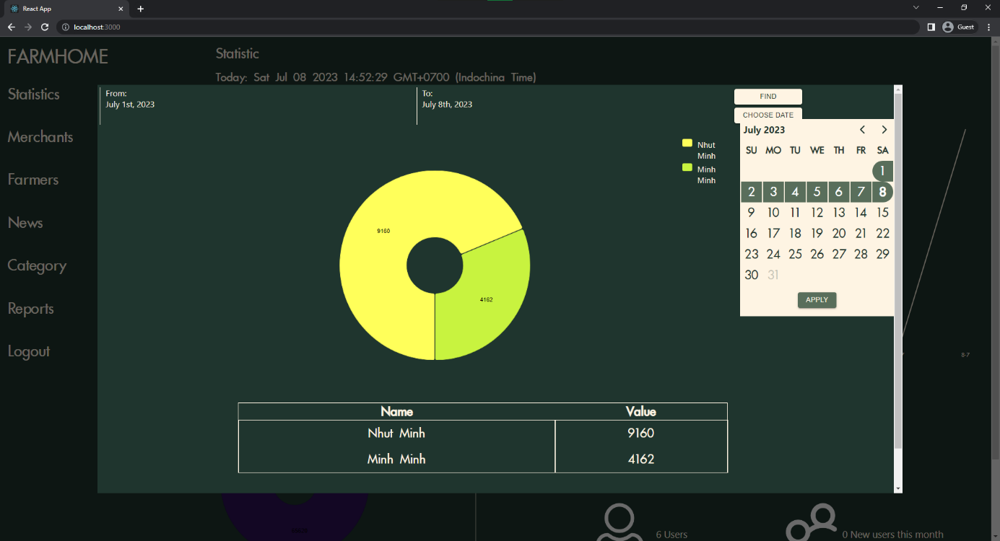 React App
localhost:3000
Guest
FARMHOME
Statistics
Merchants
Farmers
News
Category
Reports
Logout
Statistic
Today: Sat Jul 08 2023 14:52:29 GMT+0700 (Indochina Time)
From:
July 1st, 2023
To:
July 8th, 2023
FIND
CHOOSE DATE
July 2023
SU MO TU WE TH FR SA
1
2 3 4 5 6 7 8
9 10 11 12 13 14 15
16 17 18 19 20 21 22
23 24 25 26 27 28 29
30 31
APPLY
Nhut
Minh
Minh
Minh
9160
4162
Name Value
Nhut Minh 9160
Minh Minh 4162
8-7
6 Users
0 New users this month